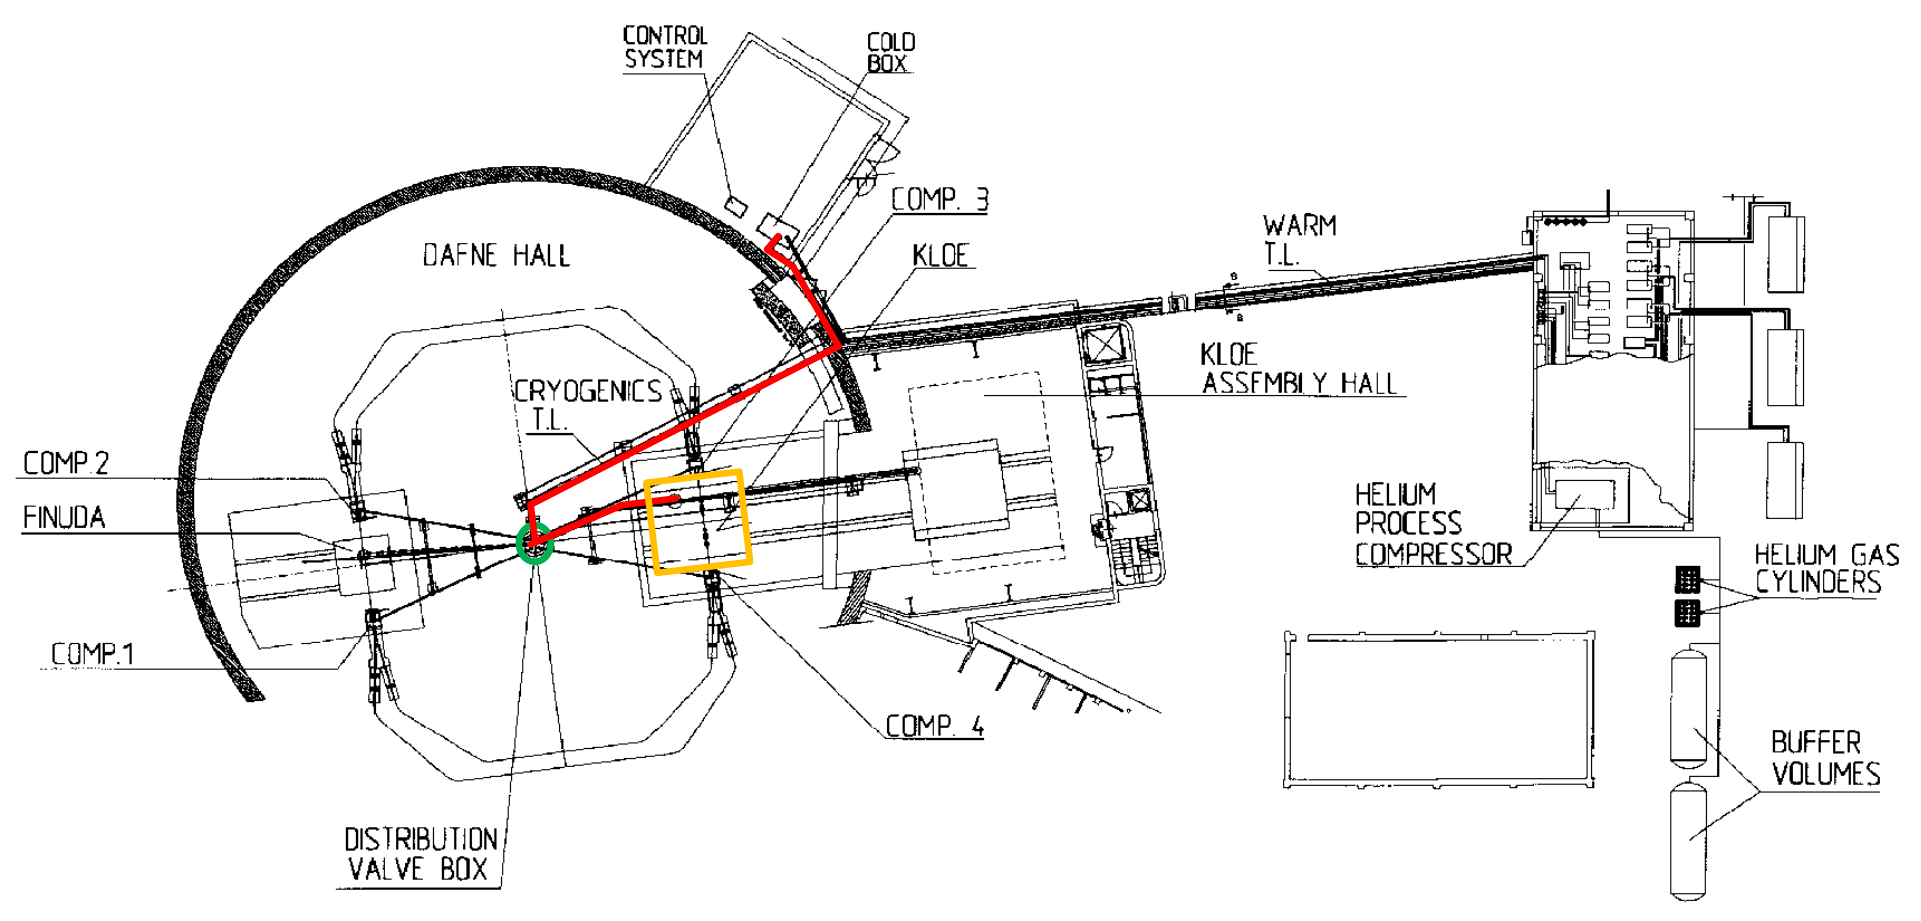 CONTROL
SYSTEM
COLD
BOX
COMP. 3
DAFNE HALL
KLOE
WARM
T.L.
KLOE
ASSEMBLY HALL
CRYOGENICS
T.L.
COMP.2
FINUDA
HELIUM
PROCESS
COMPRESSOR
HELIUM GAS
CYLINDERS
COMP.1
COMP. 4
BUFFER
VOLUMES
DISTRIBUTION
VALVE BOX